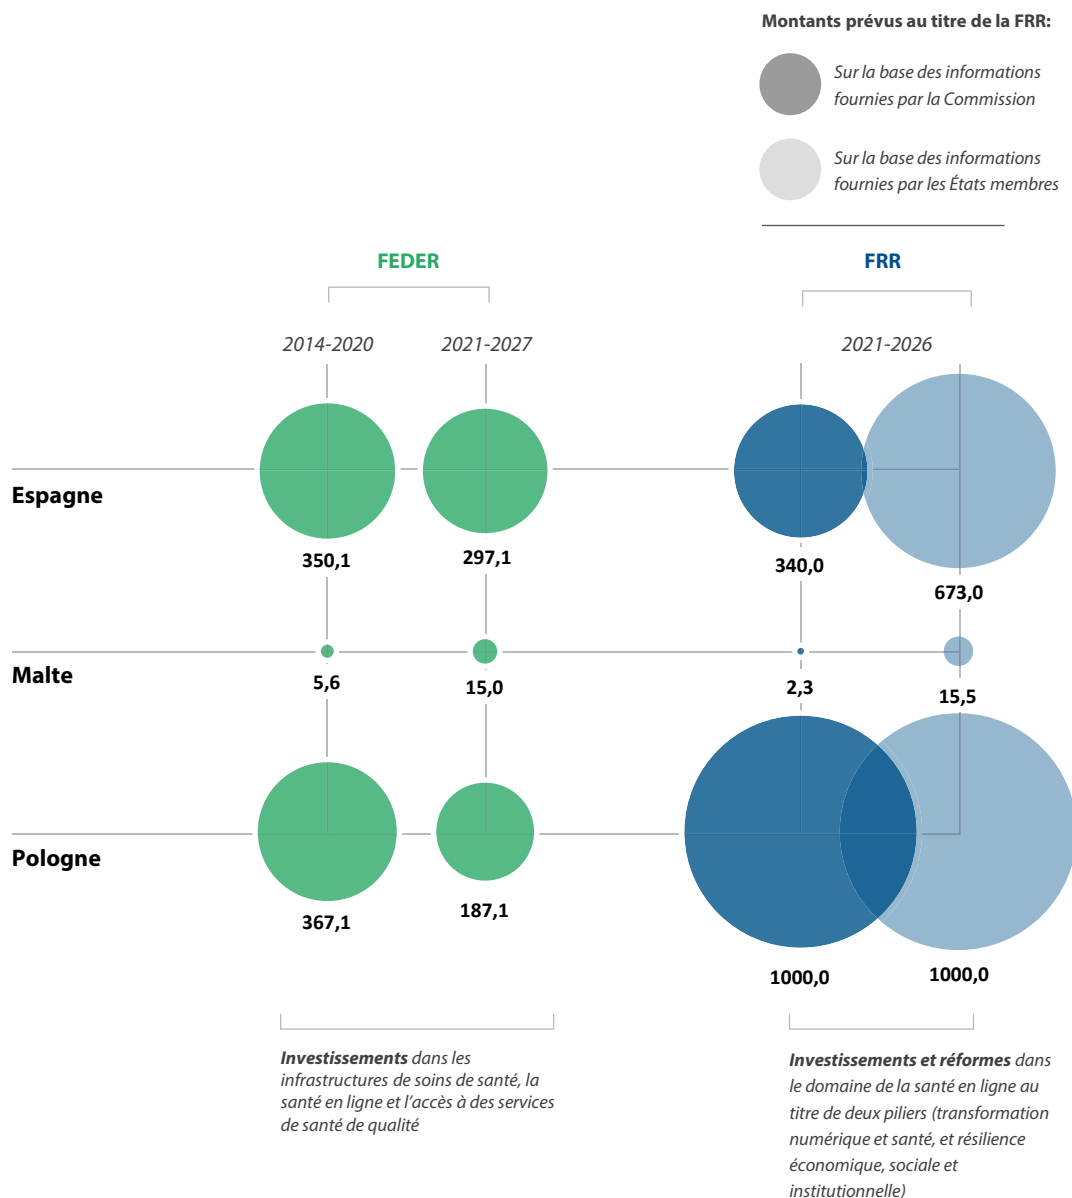 Montants prévus au titre de la FRR:
Sur la base des informations
fournies par la Commission
Sur la base des informations
fournies par les États membres
FEDER
FRR
2014-2020
2021-2027
2021-2026
Espagne
350,1
297,1
340,0
673,0
Malte
5,6
15,0
2,3
15,5
Pologne
367,1
187,1
1000,0
1000,0
Investissements dans les
infrastructures de soins de santé, la
santé en ligne et l'accès à des services
de santé de qualité
Investissements et réformes dans
le domaine de la santé en ligne au
titre de deux piliers (transformation
numérique et santé, et résilience
économique, sociale et
institutionnelle)